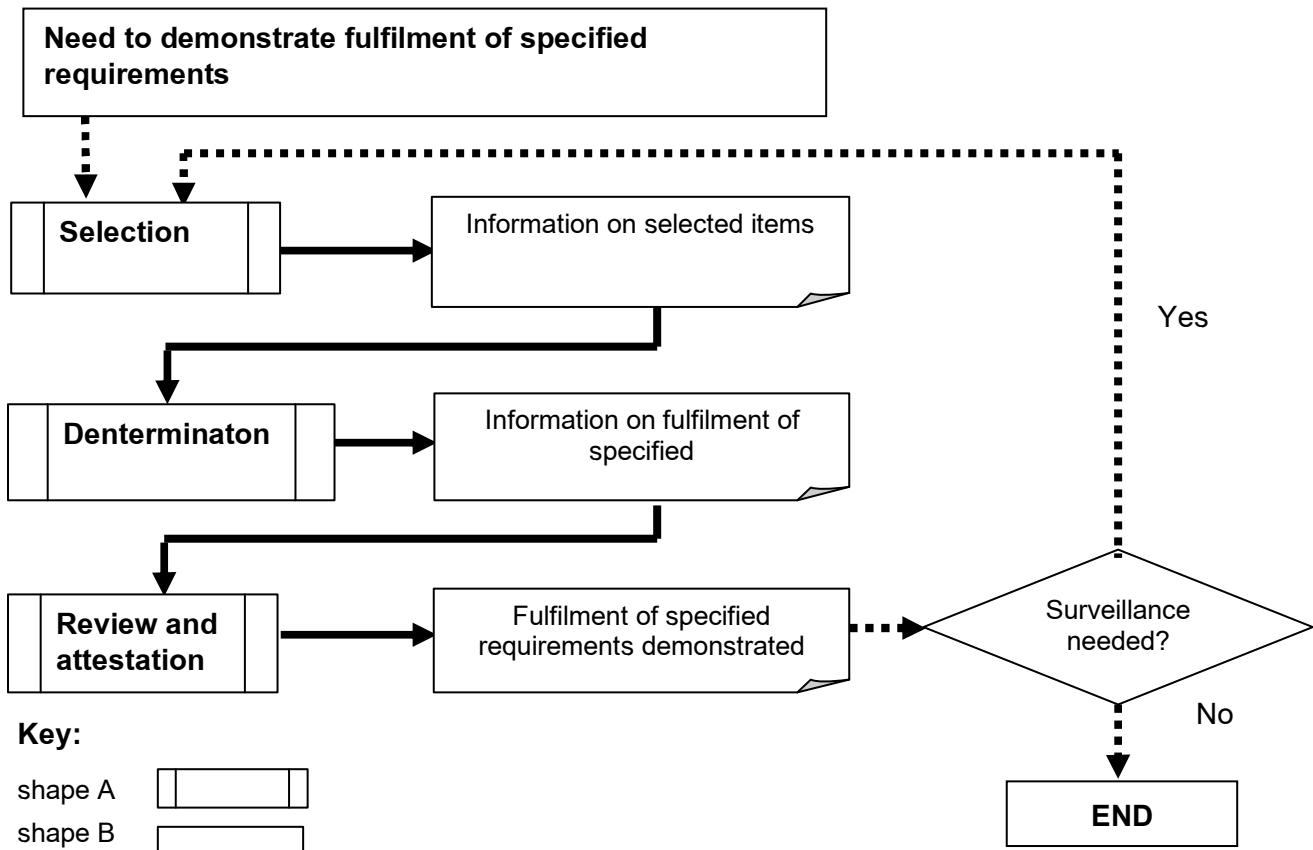 Need to demonstrate fulfilment of specified
requirements
Selection
Information on selected items
Yes
Denterminaton
Information on fulfilment of
specified
Review and
attestation
Fulfilment of specified
requirements demonstrated
Surveillance
needed?
No
Key:
shape A
shape B
END